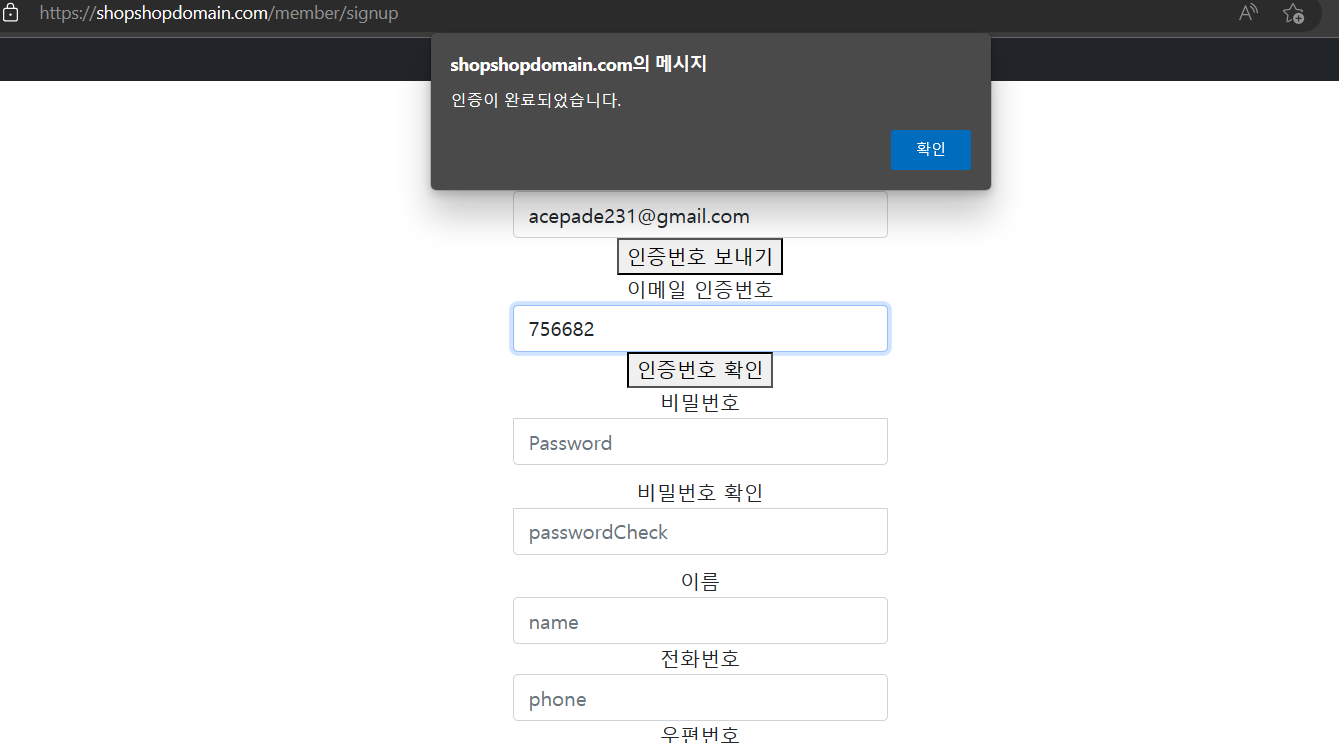 https://shopshopdomain.com/member/signup
shopshopdomain.com의 메시지
인증이 완료되었습니다.
확인
acepade231@gmail.com
인증번호 보내기
이메일 인증번호
756682
인증번호 확인
비밀번호
Password
비밀번호 확인
passwordCheck
이름
name
전화번호
phone
우편번호